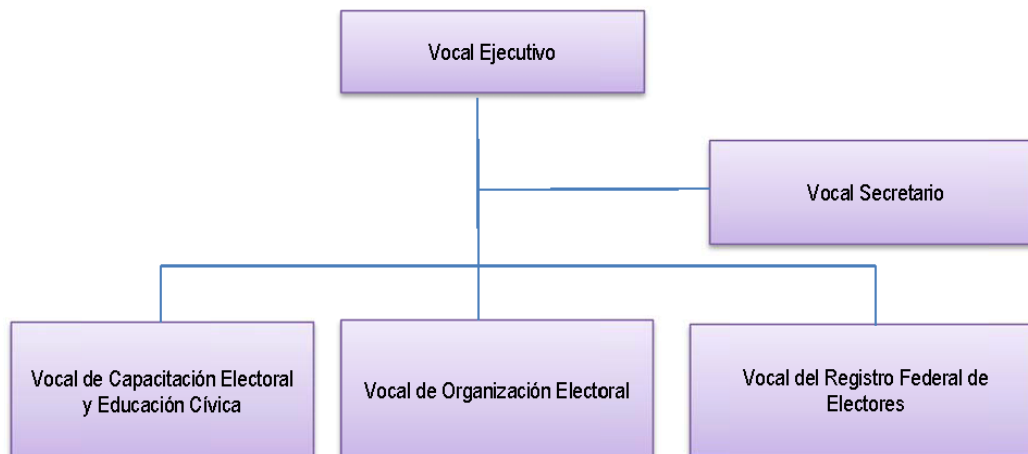 Vocal Ejecutivo
Vocal Secretario
Vocal de Capacitación Electoral
y Educación Cívica
Vocal de Organización Electoral
Vocal del Registro Federal de
Electores